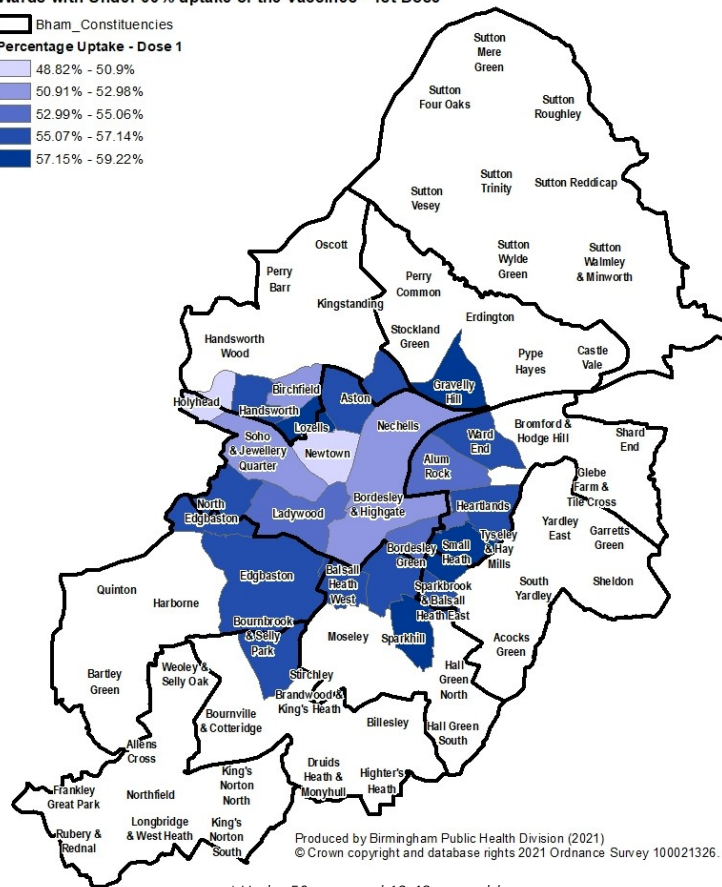 Bham_Constituencies
Percentage Uptake - Dose 1
48.82% - 50.9%
50.91% - 52.98%
52.99% - 55.06%
55.07% - 57.14%
57.15% - 59.22%
Sutton
Mere
Green
Sutton
Four Oaks
Sutton
Roughley
Sutton
Trinity
Sutton Reddicap
Sutton
Vesey
Sutton
Wylde
Green
Sutton
Walmley
& Minworth
Oscott
Perry
Barr
Perry
Common
Kingstanding
Erdington
Stockland
Green
Handsworth
Wood
Pype
Hayes
Castle
Vale
Birchfield
Aston
Gravelly
Hill
Holyhead
Handsworth
Lozells
Nechells
Soho
& Jewellery
Quarter
Newtown
Ward
End
Bromford &
Hodge Hill
Shard
End
Alum
Rock
Glebe
Farm &
Tile Cross
North
Edgbaston
Ladywood
Bordesley
& Highgate
Heartlands
Yardley
East
Garretts
Green
Bordesley
Green
Small
Heath
Tyseley
& Hay
Mills
Edgbaston
Balsall
Heath
West
Quinton
Harborne
Sparkbrook
& Balsall
Heath East
South
Yardley
Sheldon
Bournbrook
& Selly
Park
Moseley
Sparkhill
Acocks
Green
Bartley
Green
Weoley &
Selly Oak
Stirchley
Hall
Green
North
Brandwood &
King's Heath
Bournville
& Cotteridge
Billesley
Hall Green
South
Allens
Cross
Druids
Heath &
Monyhull
Highter's
Heath
King's
Norton
North
Frankley
Great Park
Northfield
Rubery &
Rednal
Longbridge
& West Heath
King's
Norton
South
Produced by Birmingham Public Health Division (2021)
© Crown copyright and database rights 2021 Ordnance Survey 100021326.